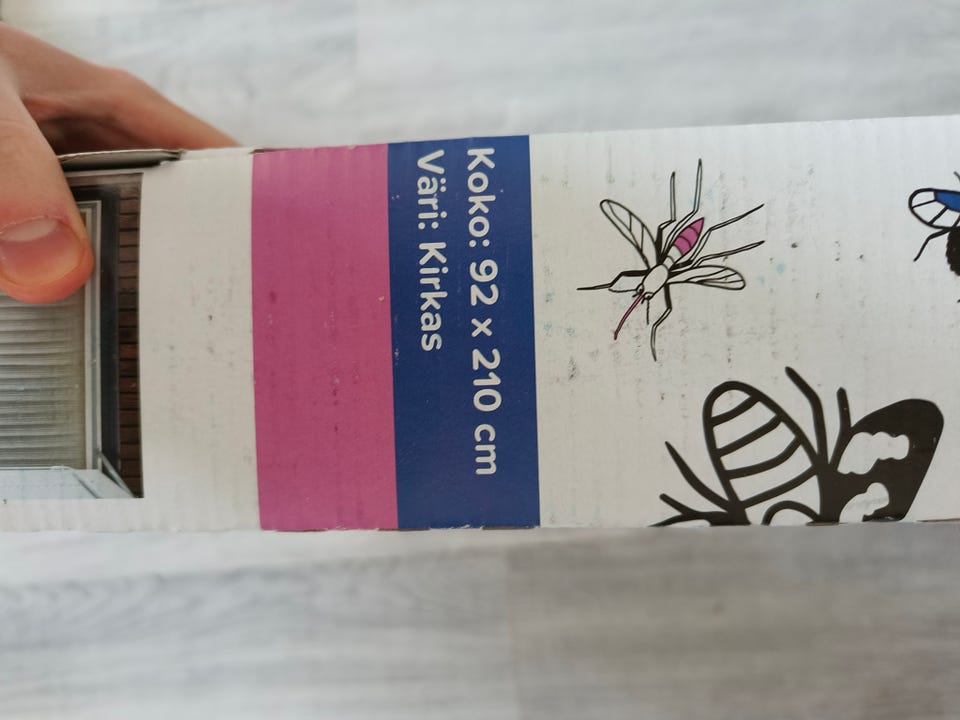 Koko: 92 x 210 cm
Väri: Kirkas